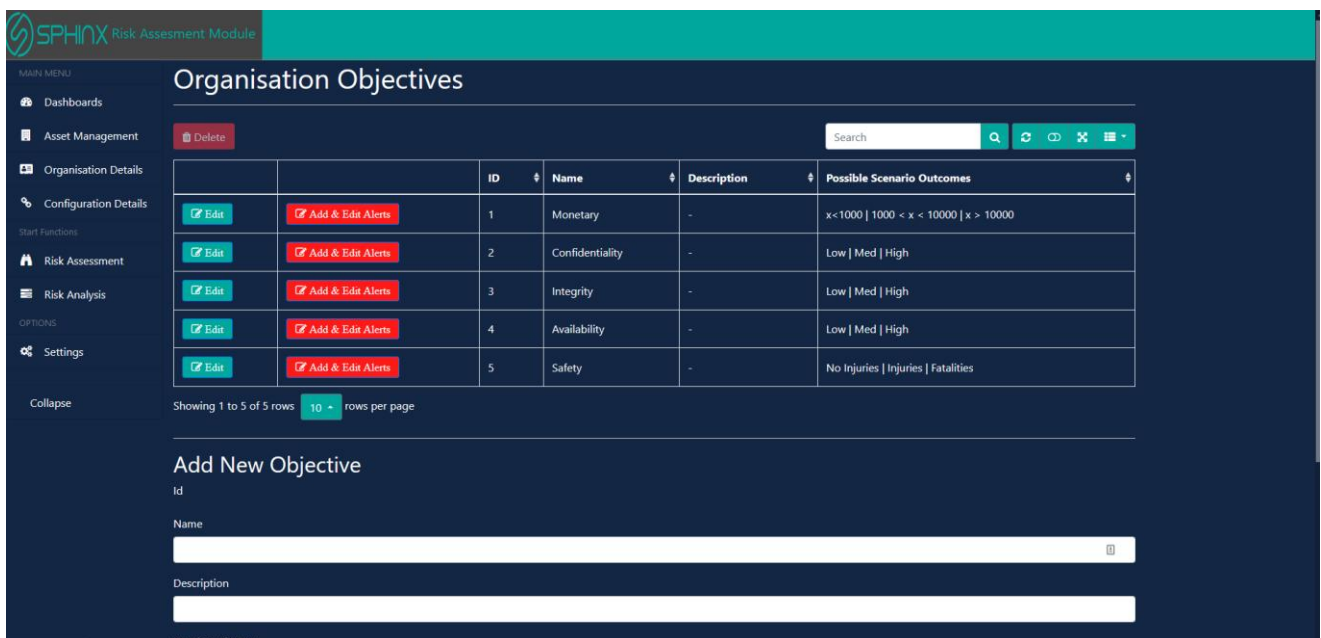 SPHINX Risk Assesment Module
MAIN MENU
Dashboards
Asset Management
Organisation Details
Configuration Details
Start Functions
Risk Assessment
Risk Analysis
OPTIONS
Settings
Collapse
Organisation Objectives
Delete
Search
ID Name Description Possible Scenario Outcomes
Edit Add & Edit Alerts 1 Monetary - x<1000 | 1000 < x < 10000 | x > 10000
Edit Add & Edit Alerts 2 Confidentiality - Low | Med | High
Edit Add & Edit Alerts 3 Integrity - Low | Med | High
Edit Add & Edit Alerts 4 Availability - Low | Med | High
Edit Add & Edit Alerts 5 Safety - No Injuries | Injuries | Fatalities
Showing 1 to 5 of 5 rows 10 rows per page
Add New Objective
Id
Name
Description